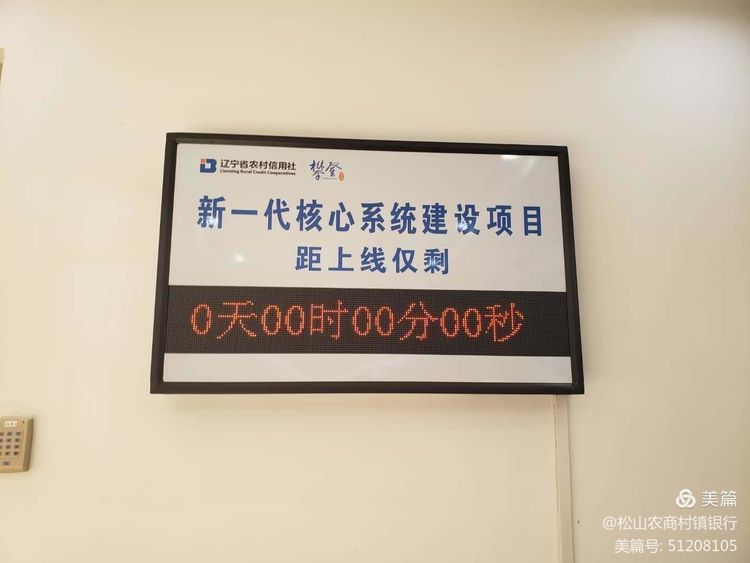 辽宁省农村信用社 攀登
Liaoning Rural Credit Cooperatives
新一代核心系统建设项目
距上线仅剩
0天00时00分00秒
美篇
@松山农商村镇银行
美篇号: 51208105